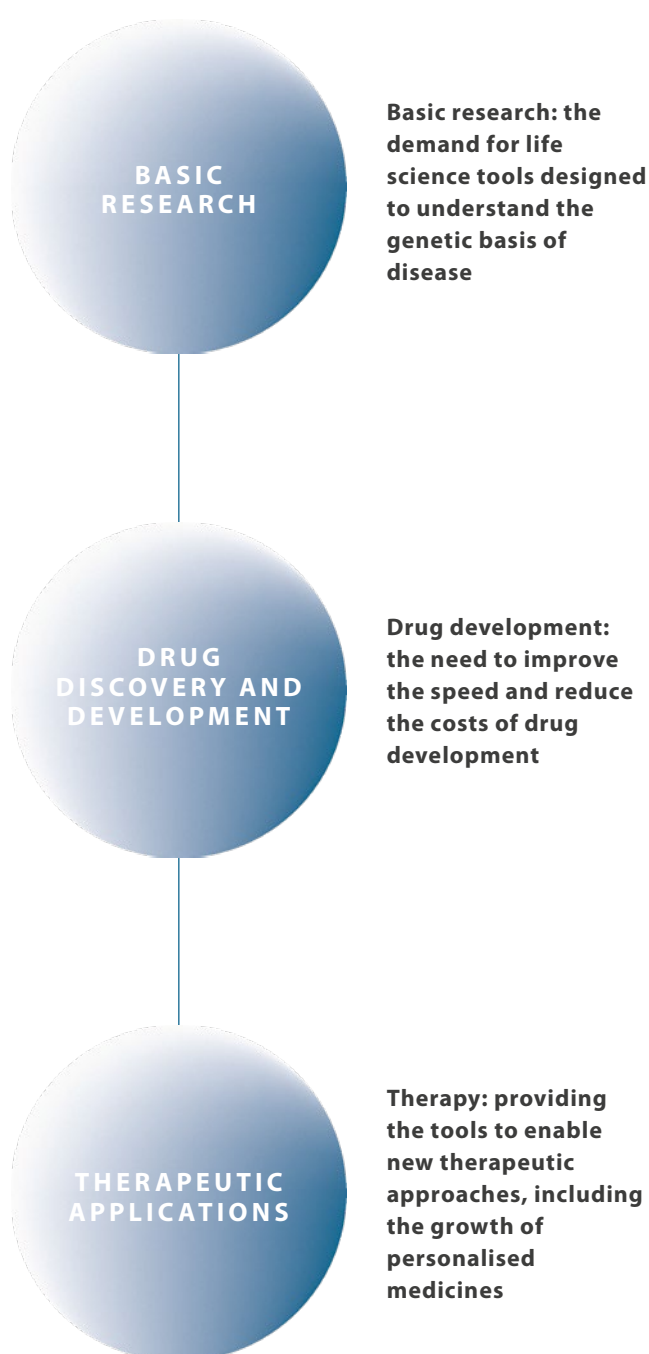 BASIC
RESEARCH
Basic research: the
demand for life
science tools designed
to understand the
genetic basis of
disease
DRUG
DISCOVERY AND
DEVELOPMENT
Drug development:
the need to improve
the speed and reduce
the costs of drug
development
THERAPEUTIC
APPLICATIONS
Therapy: providing
the tools to enable
new therapeutic
approaches, including
the growth of
personalised
medicines